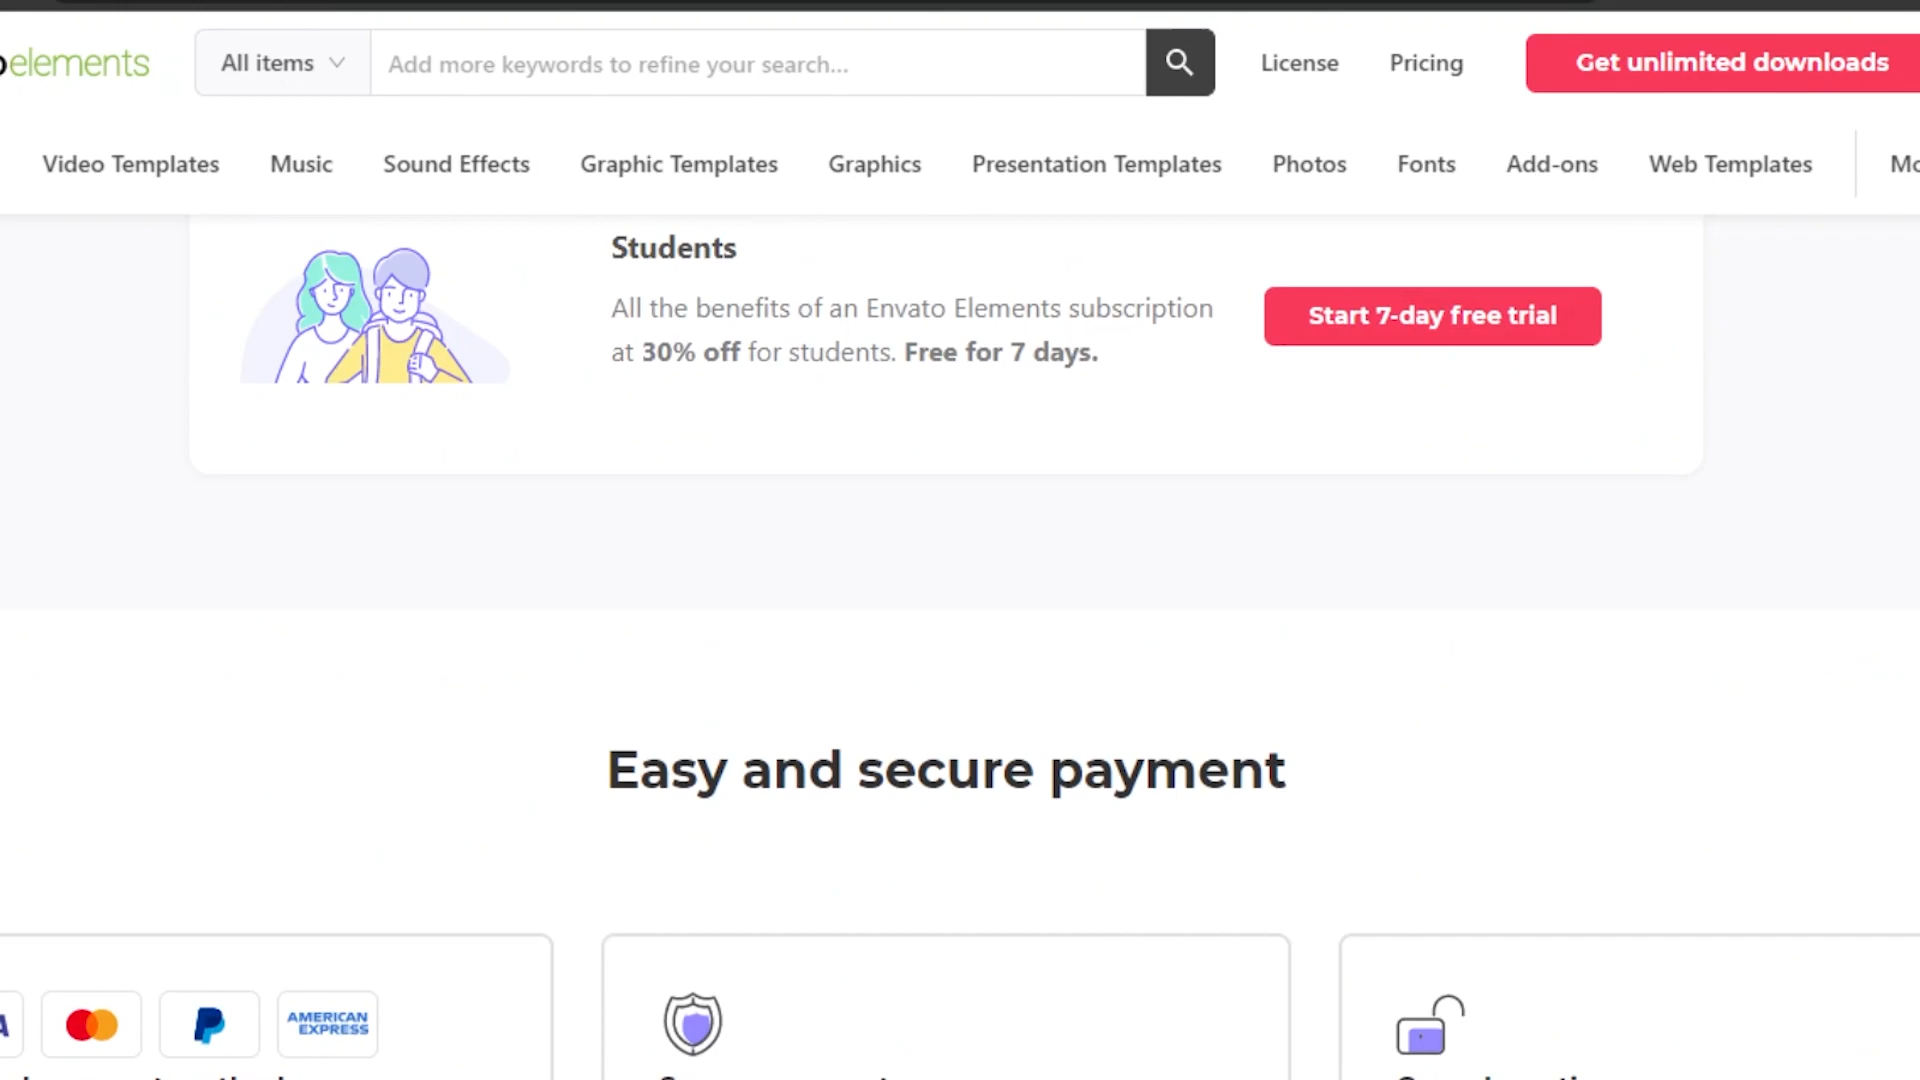 elements
All items
Add more keywords to refine your search...
License
Pricing
Get unlimited downloads
Video Templates
Music
Sound Effects
Graphic Templates
Graphics
Presentation Templates
Photos
Fonts
Add-ons
Web Templates
Students
All the benefits of an Envato Elements subscription
at 30% off for students. Free for 7 days.
Start 7-day free trial
Easy and secure payment
AMERICAN
EXPRESS